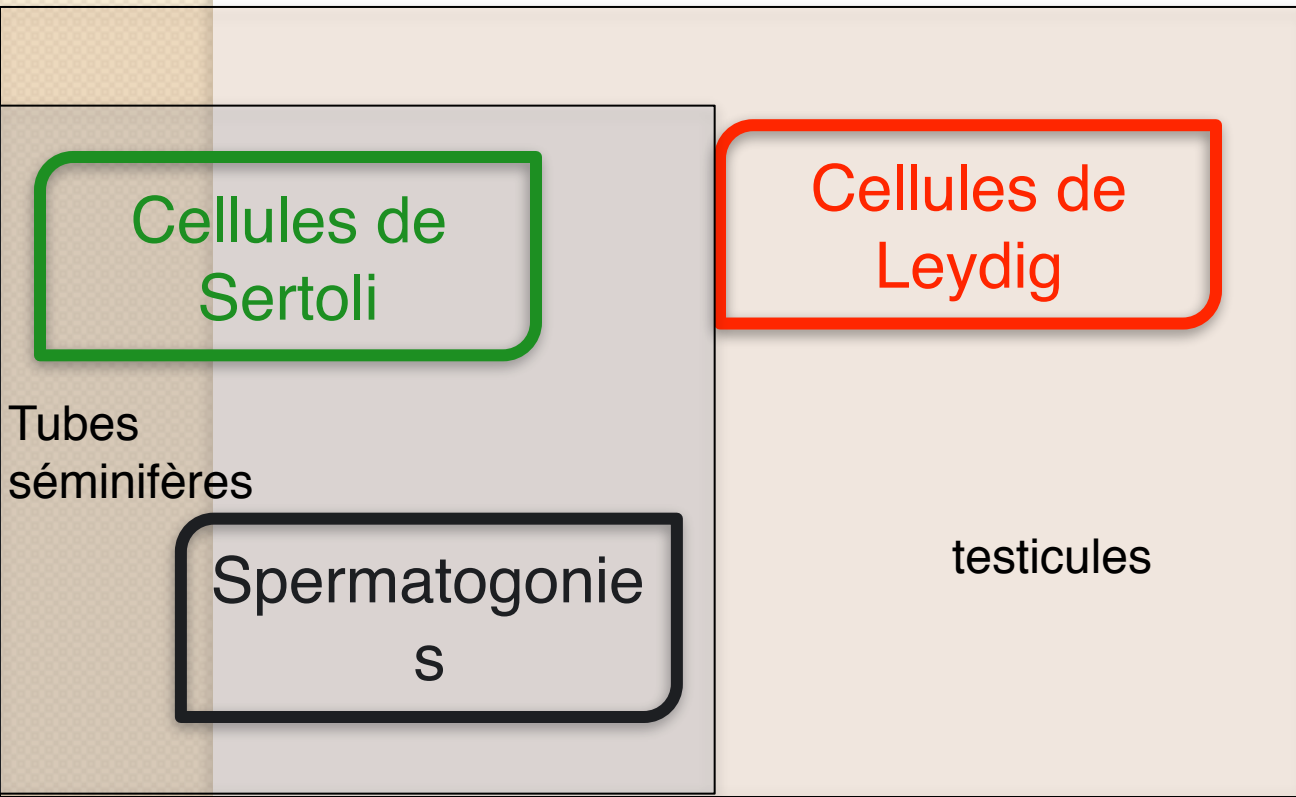 Cellules de
Sertoli
Cellules de
Leydig
Tubes
séminifères
Spermatogonie
s
testicules